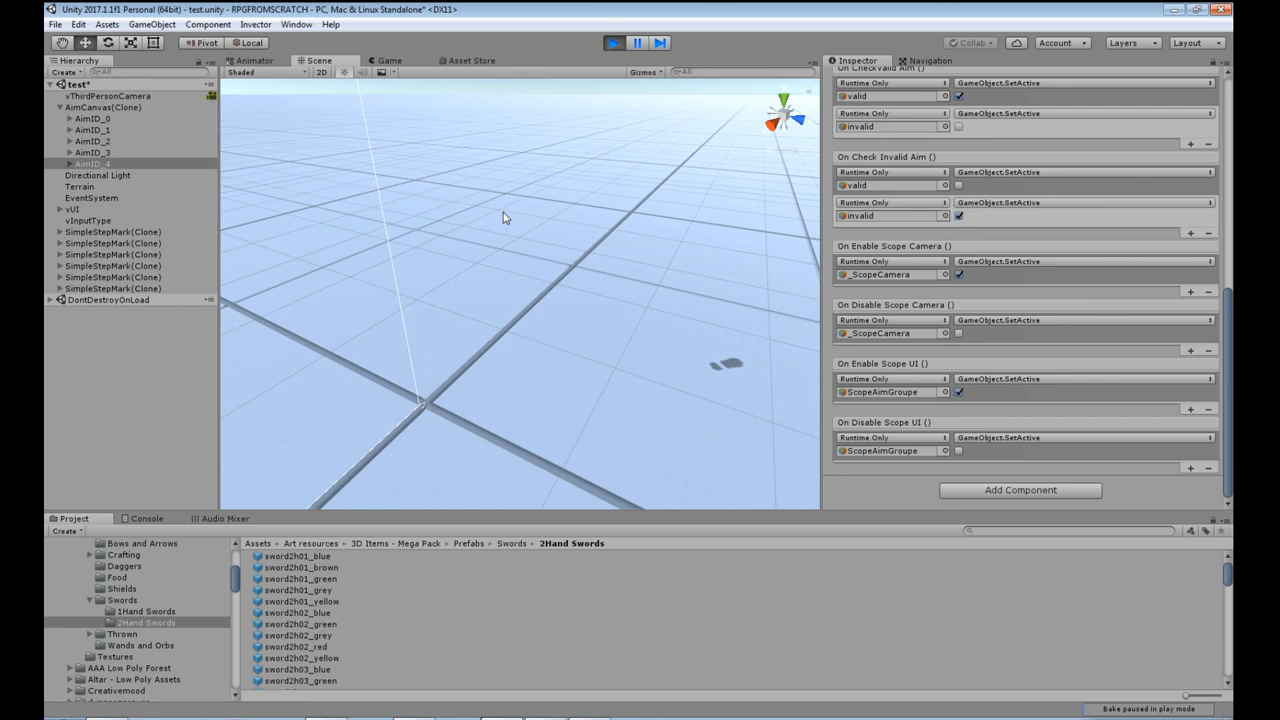 Unity 2017.1.1f1 Personal (64bit) - test.unity - RPGFROMSCRATCH - PC, Mac & Linux Standalone* <DX11>
File Edit Assets GameObject Component Invector Window Help
Pivot Local Collab Account Layers Layout
Hierarchy Animator Scene Game Asset Store Inspector Navigation
Create All Shaded 2D Gizmos All
test*
vThirdPersonCamera
AimCanvas(Clone)
AimID_0
AimID_1
AimID_2
AimID_3
AimID_4
Directional Light
Terrain
EventSystem
vUI
vInputType
SimpleStepMark(Clone)
SimpleStepMark(Clone)
SimpleStepMark(Clone)
SimpleStepMark(Clone)
SimpleStepMark(Clone)
SimpleStepMark(Clone)
DontDestroyOnLoad
On CheckValid Aim ()
Runtime Only GameObject.SetActive
valid
Runtime Only GameObject.SetActive
invalid
On Check Invalid Aim ()
Runtime Only GameObject.SetActive
valid
Runtime Only GameObject.SetActive
invalid
On Enable Scope Camera ()
Runtime Only GameObject.SetActive
_ScopeCamera
On Disable Scope Camera ()
Runtime Only GameObject.SetActive
_ScopeCamera
On Enable Scope UI ()
Runtime Only GameObject.SetActive
ScopeAimGroupe
On Disable Scope UI ()
Runtime Only GameObject.SetActive
ScopeAimGroupe
Add Component
Project Console Audio Mixer
Create
Bows and Arrows
Crafting
Daggers
Food
Shields
Swords
1Hand Swords
2Hand Swords
Thrown
Wands and Orbs
Textures
AAA Low Poly Forest
Altar - Low Poly Assets
Creativemood
Assets Art resources 3D Items - Mega Pack Prefabs Swords 2Hand Swords
sword2h01_blue
sword2h01_brown
sword2h01_green
sword2h01_grey
sword2h01_yellow
sword2h02_blue
sword2h02_green
sword2h02_grey
sword2h02_red
sword2h02_yellow
sword2h03_blue
sword2h03_green
Bake paused in play mode